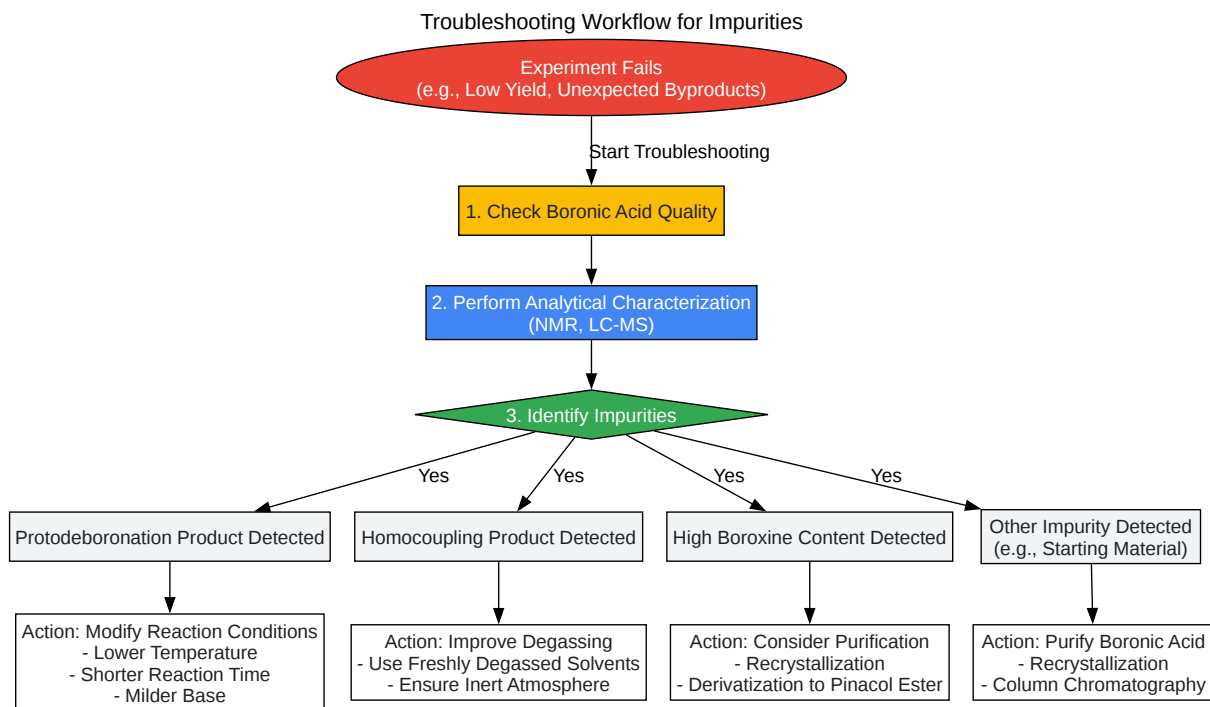 Troubleshooting Workflow for Impurities
Experiment Fails
(e.g., Low Yield, Unexpected Byproducts)
Start Troubleshooting
1. Check Boronic Acid Quality
2. Perform Analytical Characterization
(NMR, LC-MS)
3. Identify Impurities
Yes
Yes
Yes
Yes
Protodeboronation Product Detected
Homocoupling Product Detected
High Boroxine Content Detected
Other Impurity Detected
(e.g., Starting Material)
Action: Modify Reaction Conditions
- Lower Temperature
- Shorter Reaction Time
- Milder Base
Action: Improve Degassing
- Use Freshly Degassed Solvents
- Ensure Inert Atmosphere
Action: Consider Purification
- Recrystallization
- Derivatization to Pinacol Ester
Action: Purify Boronic Acid
- Recrystallization
- Column Chromatography